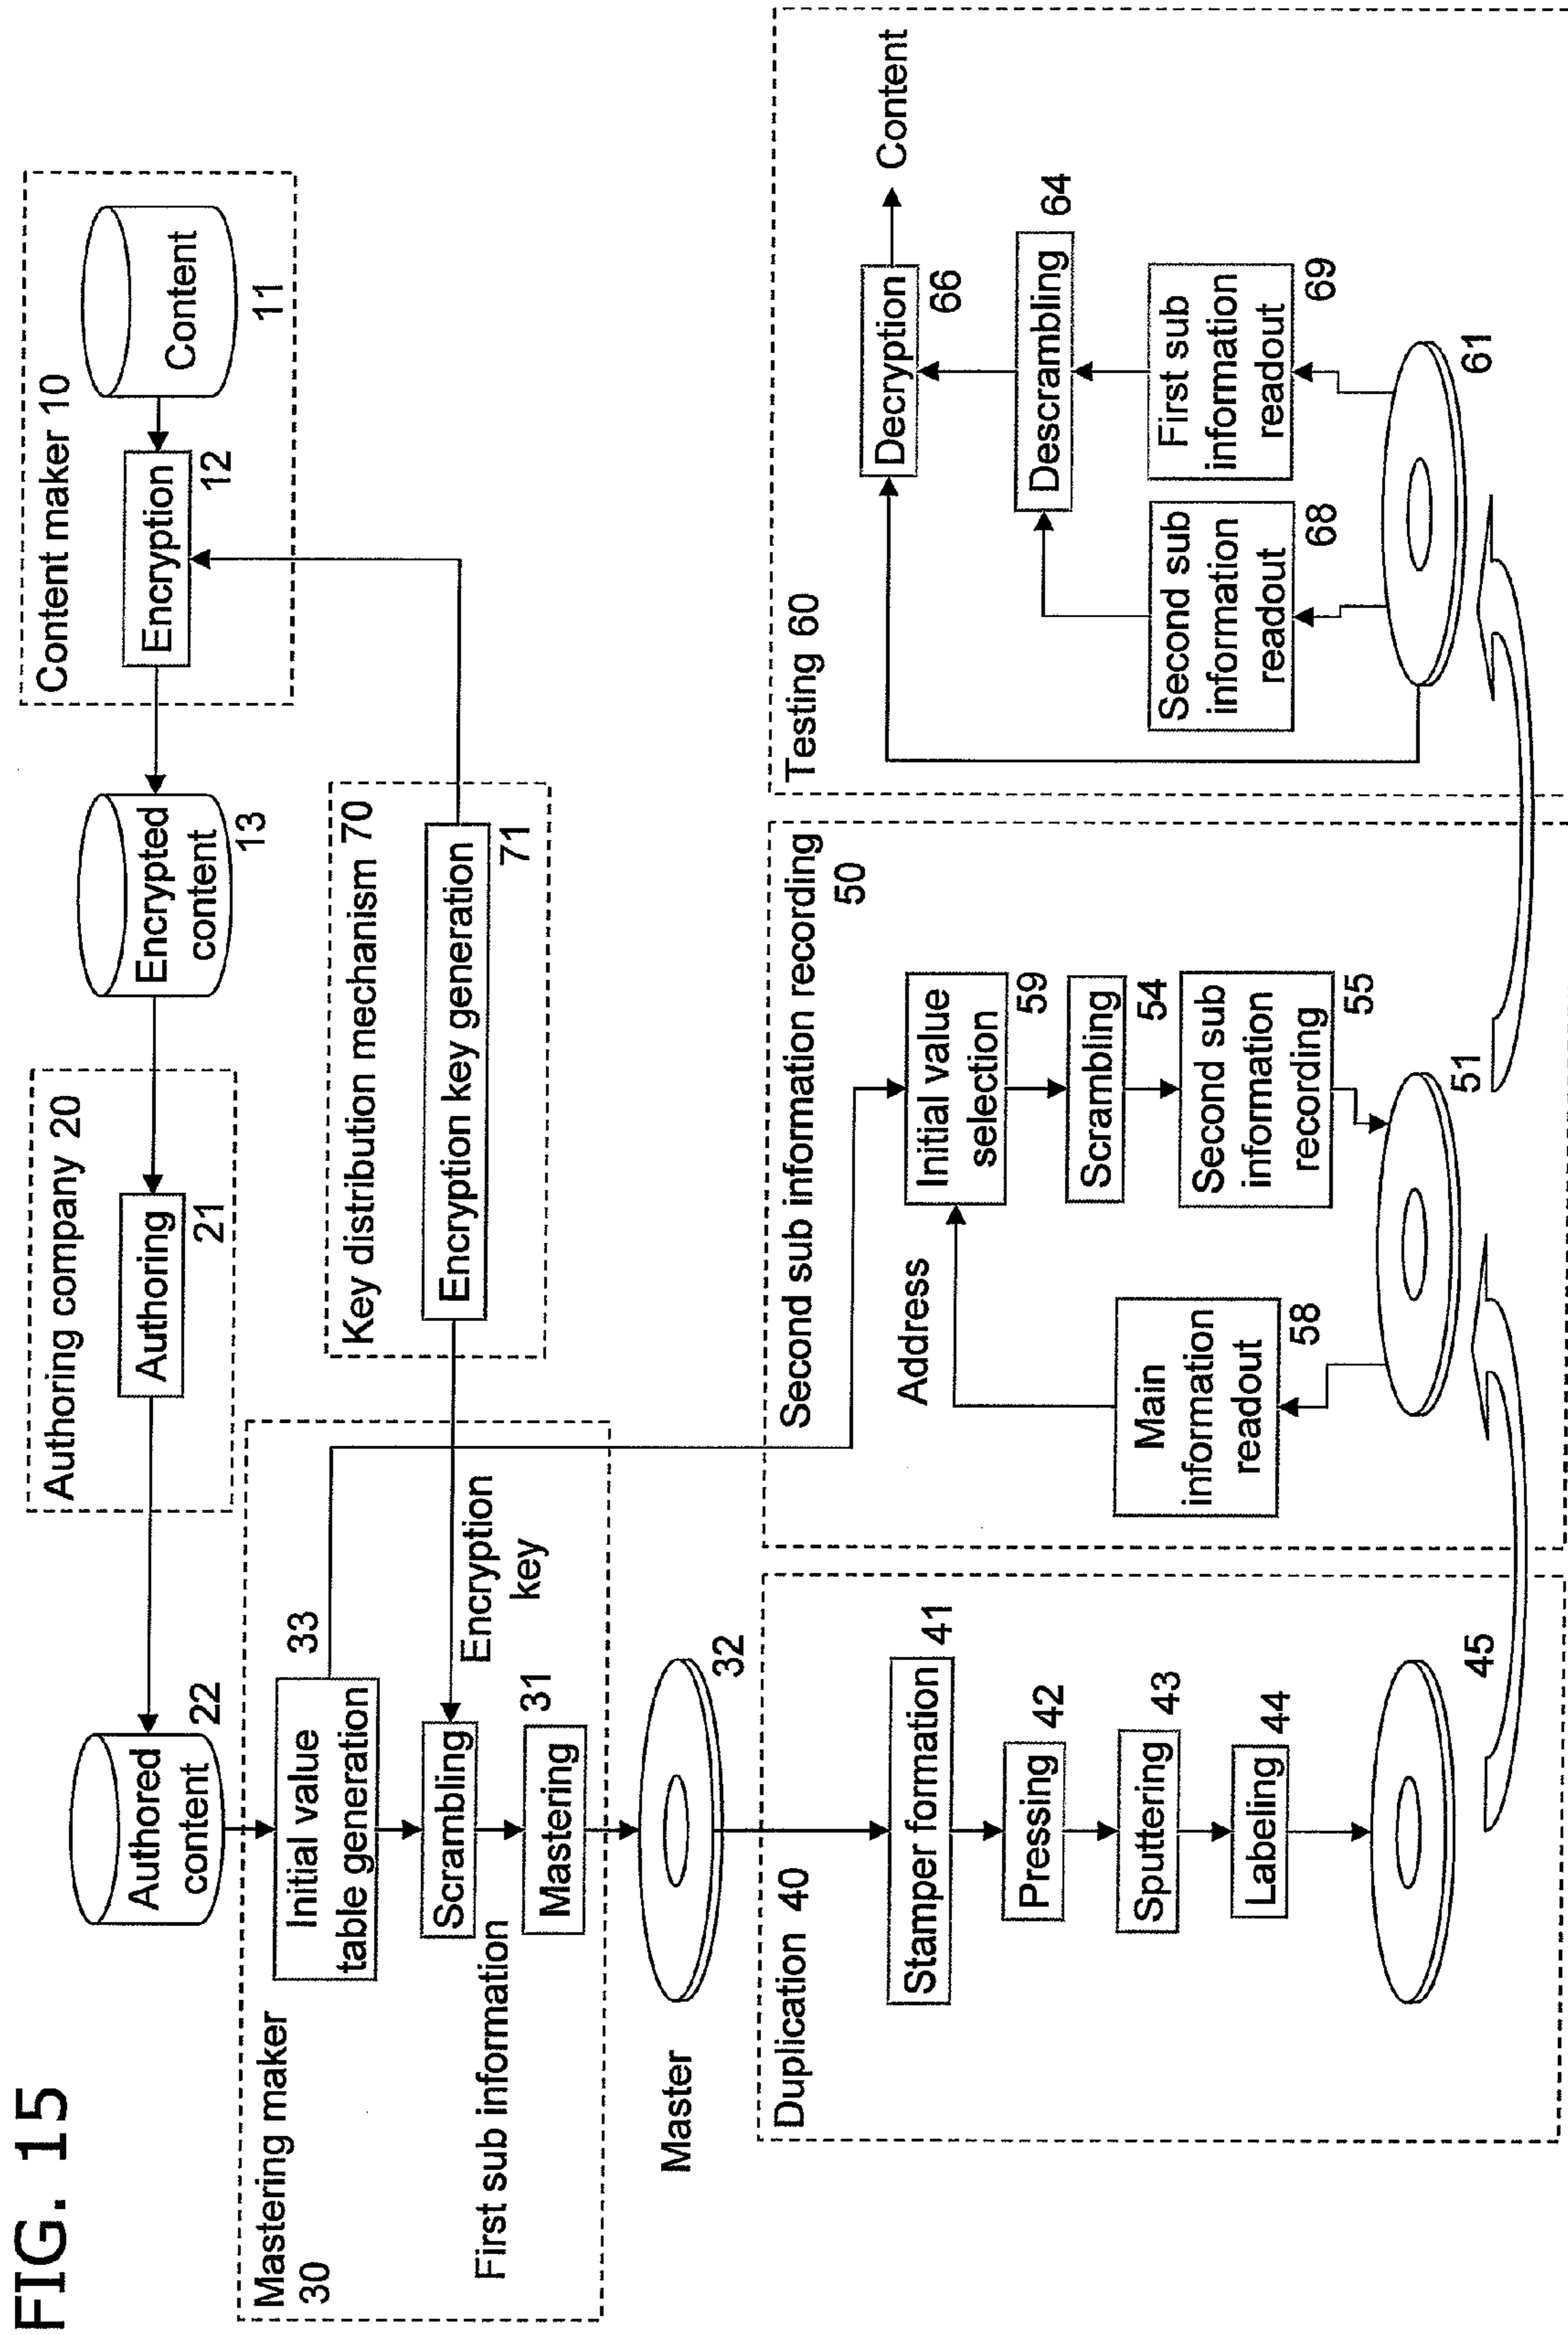 FIG. 15
Content maker 10
Content
11
Encryption
12
Encrypted
content
13
Authoring company 20
Authoring
21
Authored
content
22
Key distribution mechanism 70
Encryption key generation
71
Mastering maker
30
Initial value
table generation
33
Encryption
key
Scrambling
First sub information
Mastering
31
Master
32
Duplication 40
Stamper formation
41
Pressing
42
Sputtering
43
Labeling
44
45
Second sub information recording
50
Address
Initial value
selection
59
Scrambling
54
Second sub
information
recording
55
Main
information
readout
58
51
Testing 60
Content
Decryption
66
Descrambling
64
Second sub
information
readout
68
First sub
information
readout
69
61